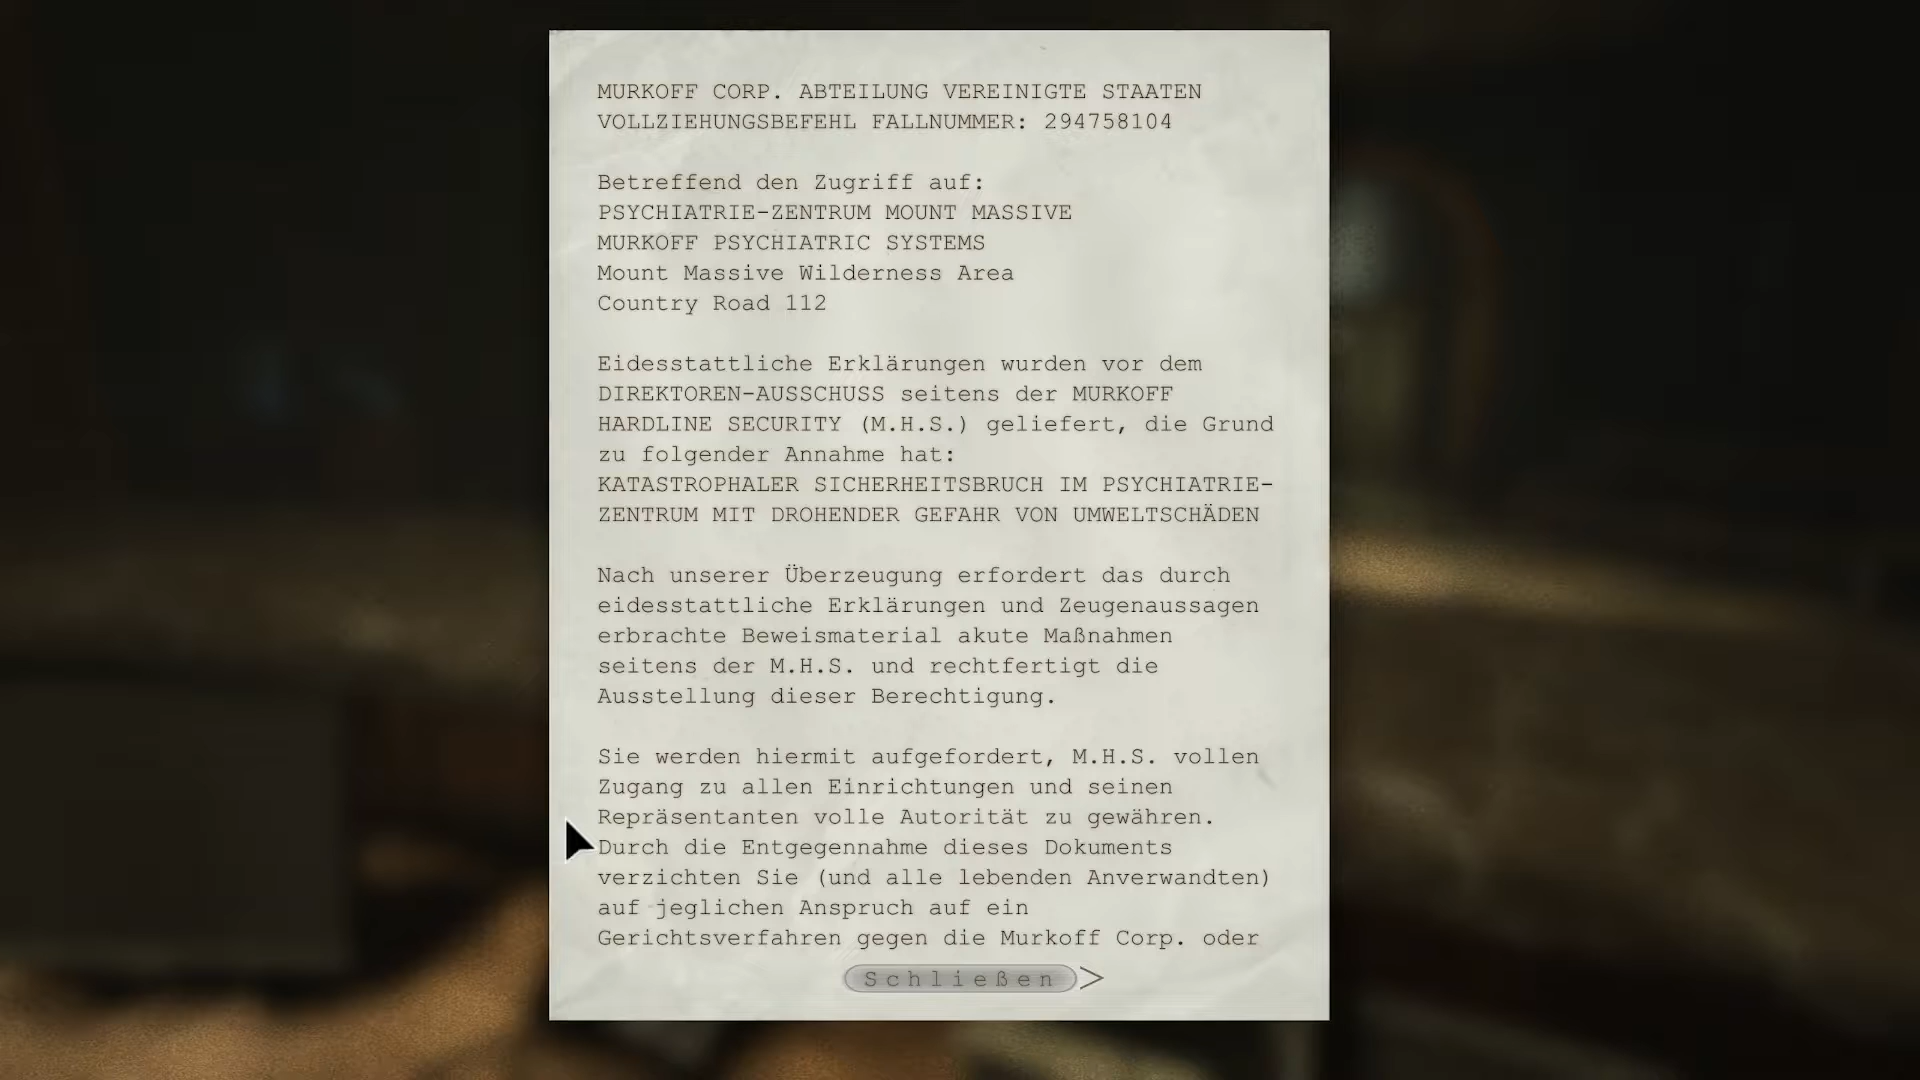 MURKOFF CORP. ABTEILUNG VEREINIGTE STAATEN
VOLLZIEHUNGSBEFEHL FALLNUMMER: 294758104
Betreffend den Zugriff auf:
PSYCHIATRIE-ZENTRUM MOUNT MASSIVE
MURKOFF PSYCHIATRIC SYSTEMS
Mount Massive Wilderness Area
Country Road 112
Eidesstattliche Erklärungen wurden vor dem
DIREKTOREN-AUSSCHUSS seitens der MURKOFF
HARDLINE SECURITY (M.H.S.) geliefert, die Grund
zu folgender Annahme hat:
KATASTROPHALER SICHERHEITSBRUCH IM PSYCHIATRIE-
ZENTRUM MIT DROHENDER GEFAHR VON UMWELTSCHÄDEN
Nach unserer Überzeugung erfordert das durch
eidesstattliche Erklärungen und Zeugenaussagen
erbrachte Beweismaterial akute Maßnahmen
seitens der M.H.S. und rechtfertigt die
Ausstellung dieser Berechtigung.
Sie werden hiermit aufgefordert, M.H.S. vollen
Zugang zu allen Einrichtungen und seinen
Repräsentanten volle Autorität zu gewähren.
Durch die Entgegennahme dieses Dokuments
verzichten Sie (und alle lebenden Anverwandten)
auf jeglichen Anspruch auf ein
Gerichtsverfahren gegen die Murkoff Corp. oder
Schließen >